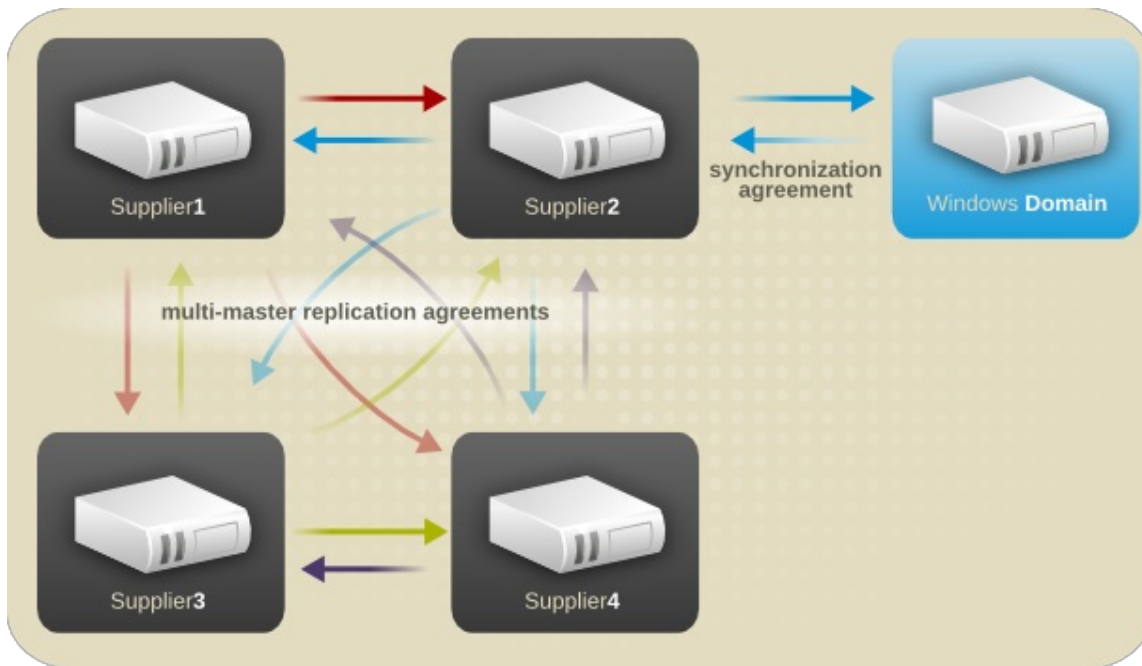 Supplier1
Supplier2
synchronization
agreement
Windows Domain
multi-master replication agreements
Supplier3
Supplier4